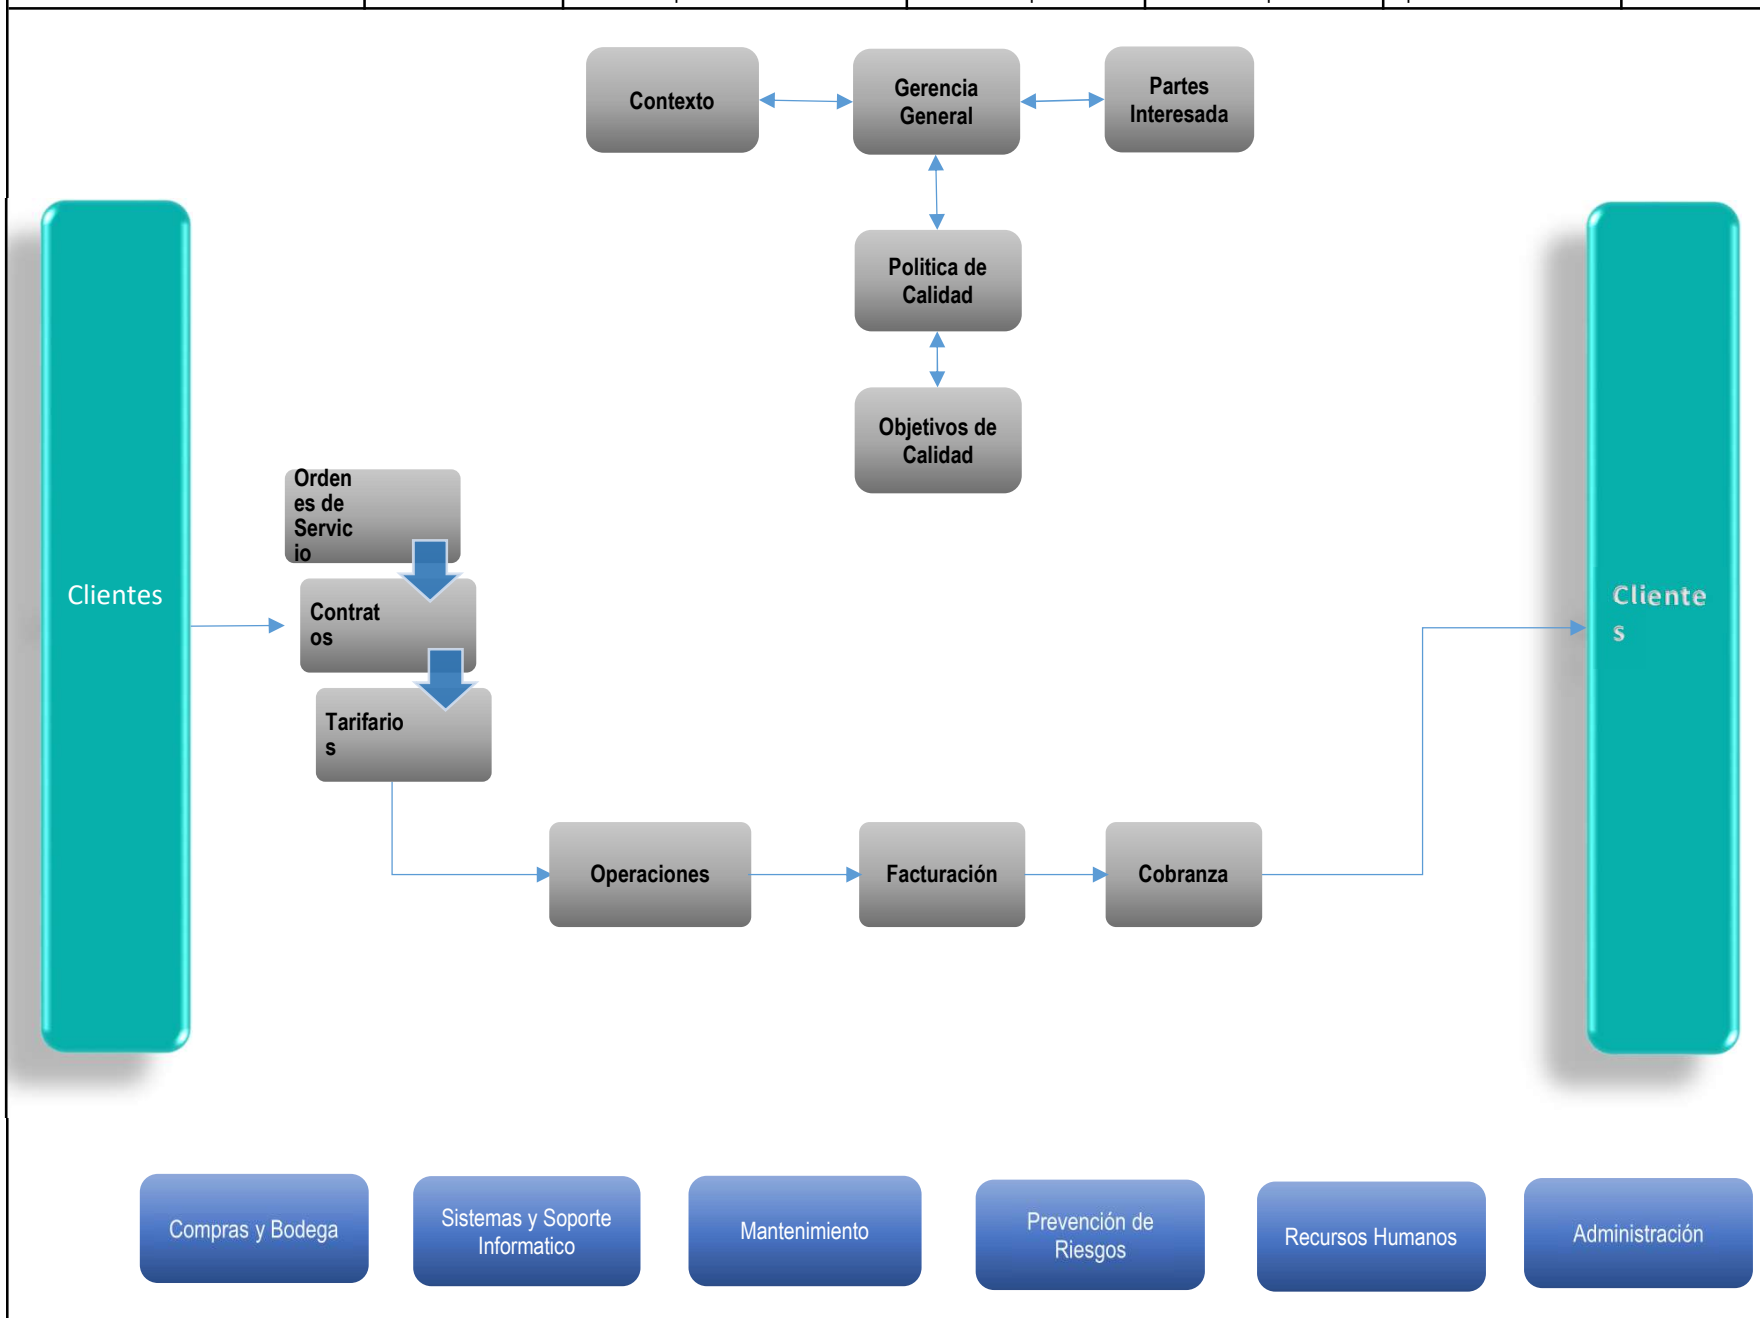 Contexto
Gerencia
General
Partes
Interesada
Politica de
Calidad
Objetivos de
Calidad
Orden
es de
Servic
io
Contrat
os
Tarifario
s
Clientes
Cliente
s
Operaciones
Facturación
Cobranza
Compras y Bodega
Sistemas y Soporte
Informatico
Mantenimiento
Prevención de
Riesgos
Recursos Humanos
Administración